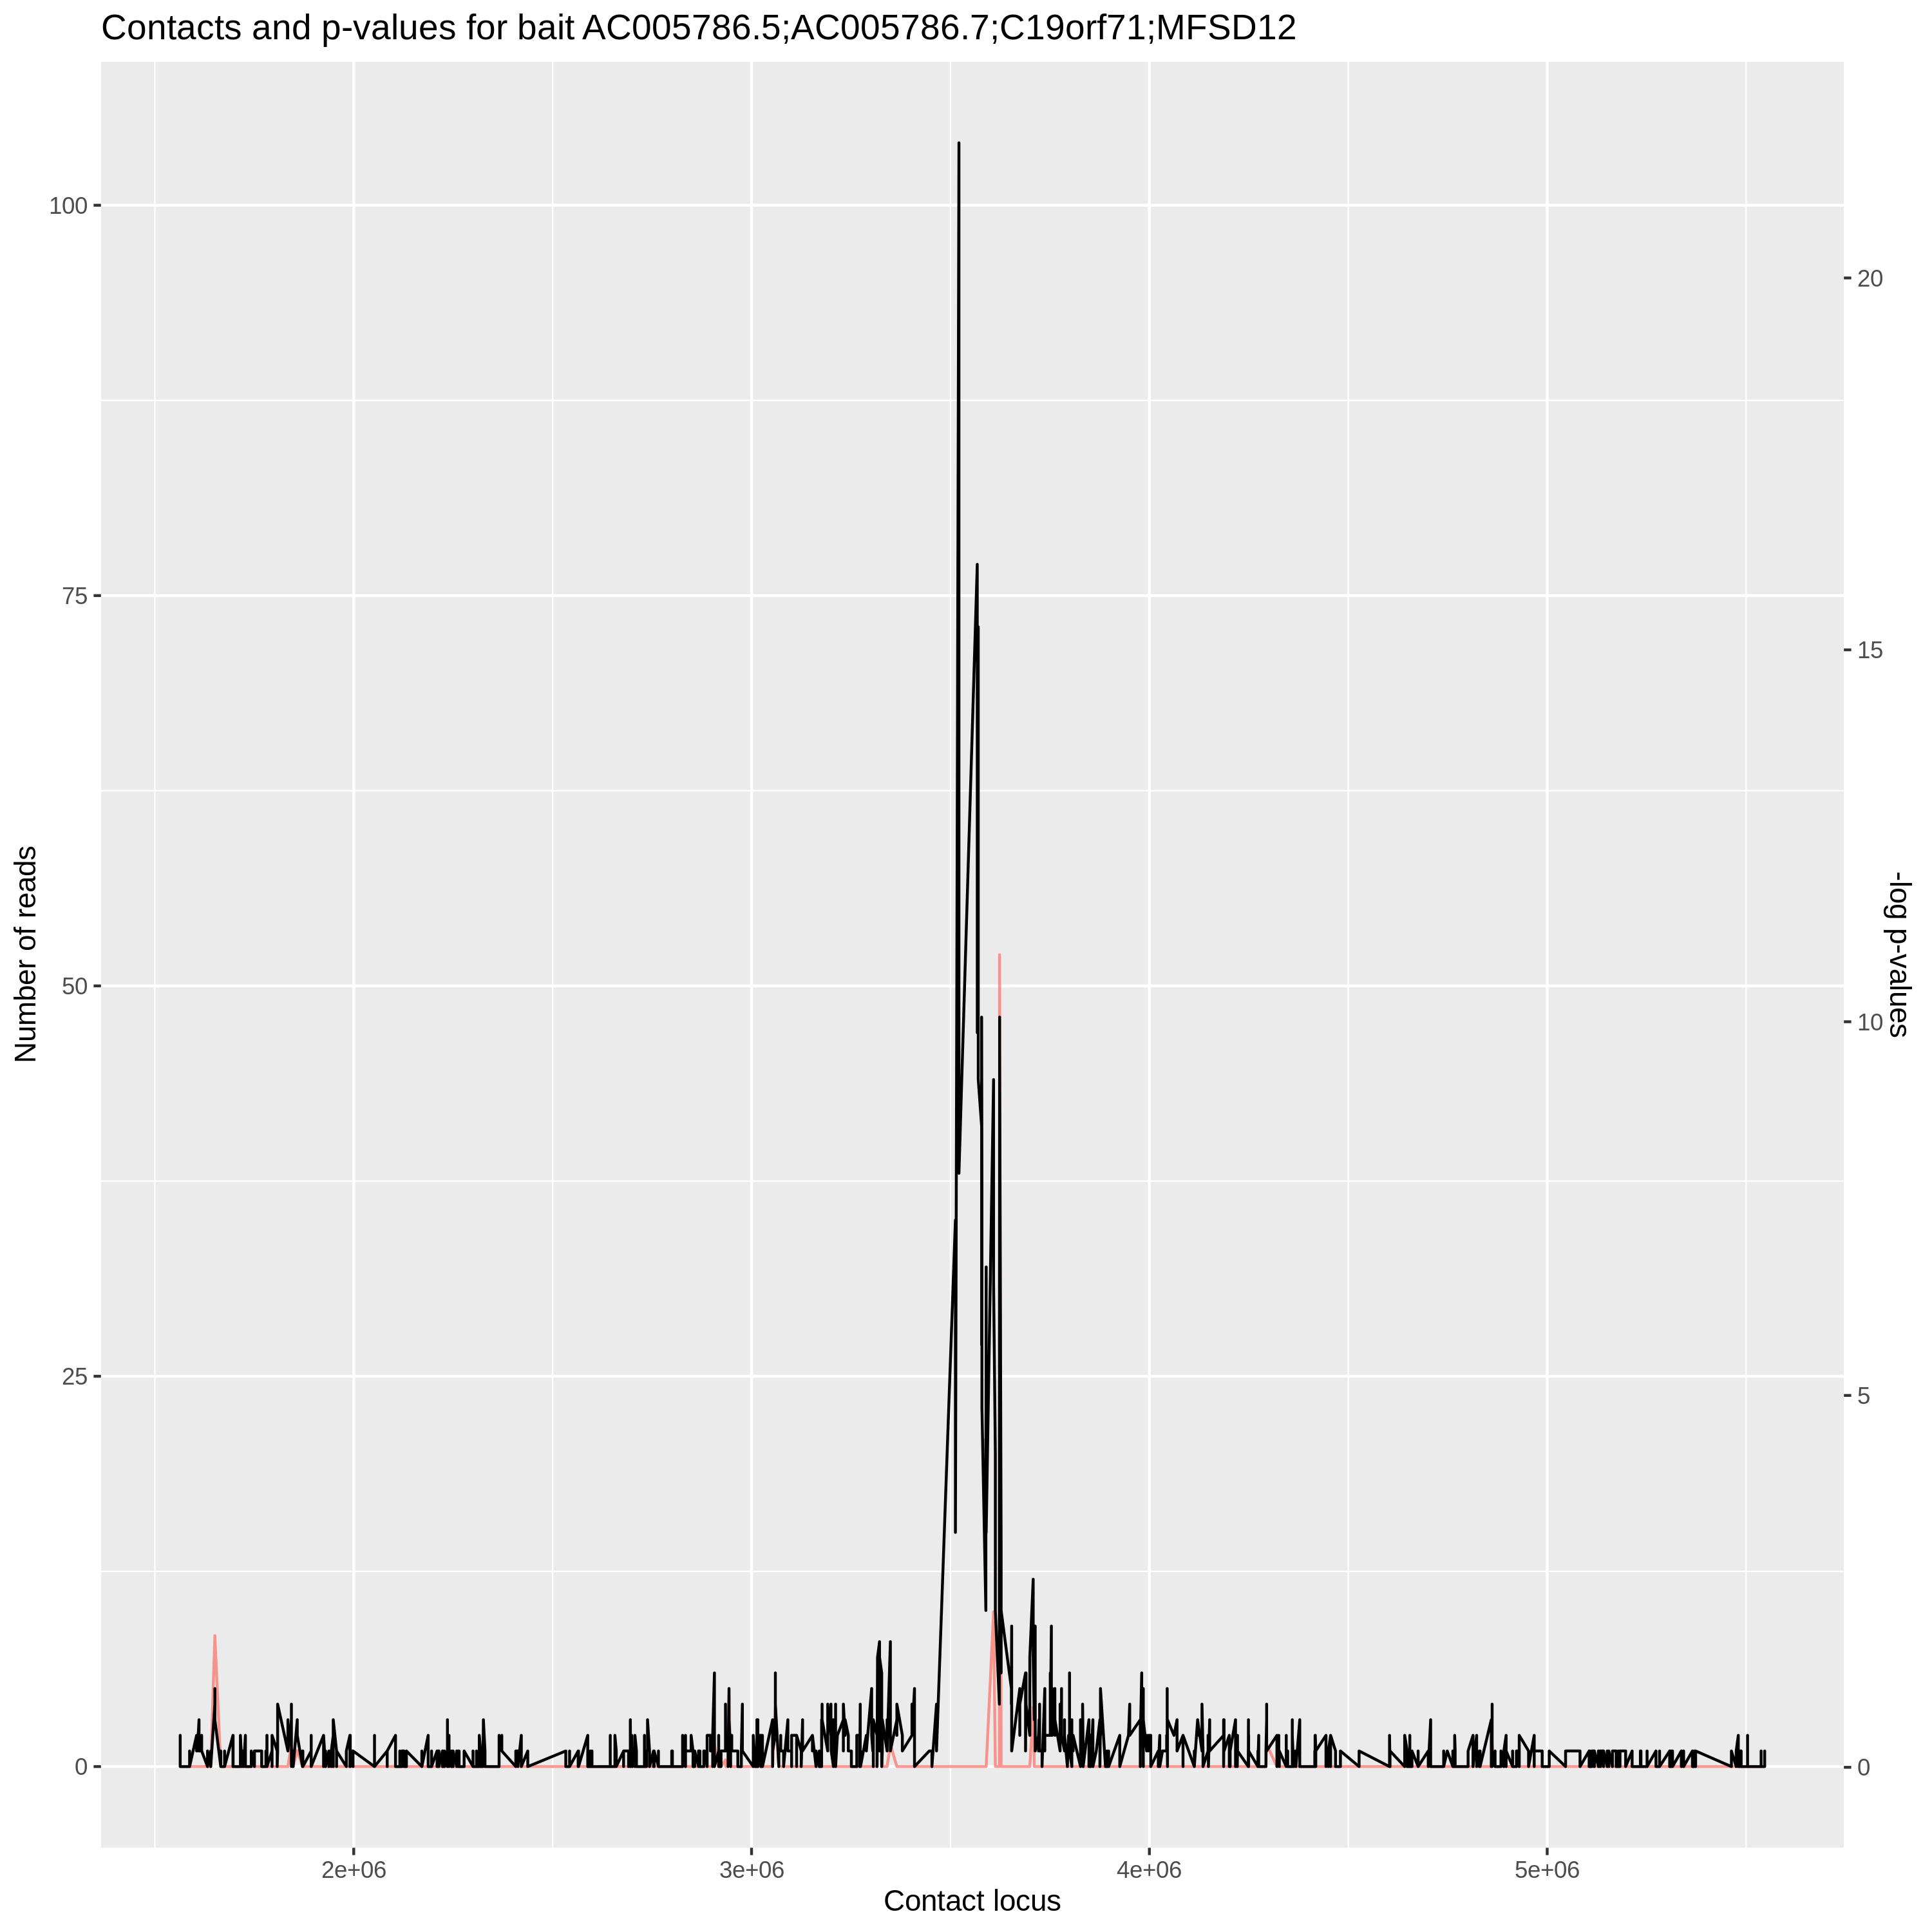 Contacts and p-values for bait AC005786.5;AC005786.7;C19orf71;MFSD12
100
75
50
25
0
Number of reads
20
15
10
5
0
-log p-values
2e+06
3e+06
4e+06
5e+06
Contact locus